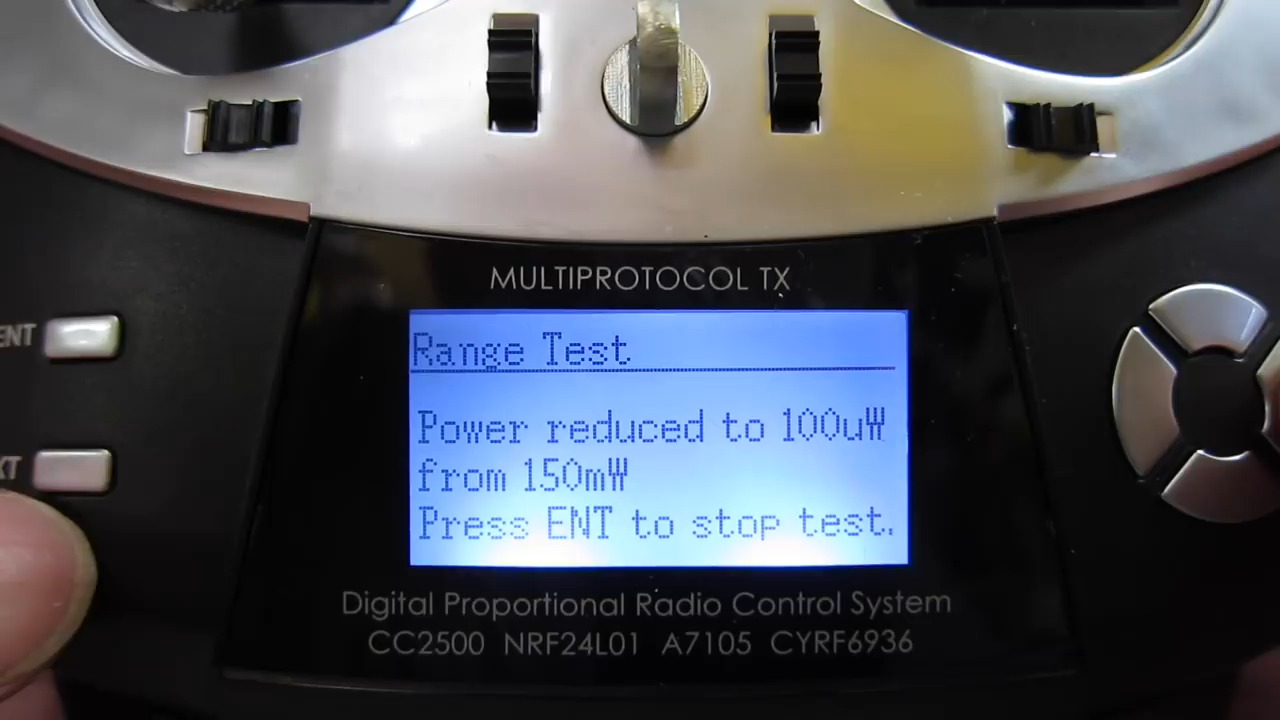 MULTIPROTOCOL TX
ENT
Range Test
Power reduced to 100uW
from 150mW
Press ENT to stop test.
Digital Proportional Radio Control System
CC2500 NRF24L01 A7105 CYRF6936